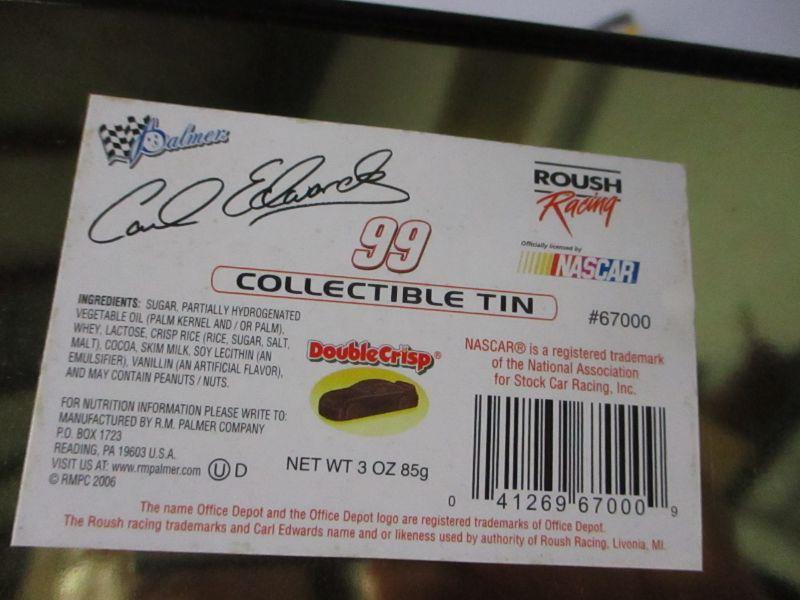 Palmer
Carl Edwards
ROUSH
Racing
99
Officially licensed by
NASCAR
COLLECTIBLE TIN
#67000
INGREDIENTS: SUGAR, PARTIALLY HYDROGENATED
VEGETABLE OIL (PALM KERNEL AND / OR PALM),
WHEY, LACTOSE, CRISP RICE (RICE, SUGAR, SALT,
MALT), COCOA, SKIM MILK, SOY LECITHIN (AN
EMULSIFIER), VANILLIN (AN ARTIFICIAL FLAVOR),
AND MAY CONTAIN PEANUTS / NUTS.
DoubleCrisp®
NASCAR® is a registered trademark
of the National Association
for Stock Car Racing, Inc.
FOR NUTRITION INFORMATION PLEASE WRITE TO:
MANUFACTURED BY R.M. PALMER COMPANY
P.O. BOX 1723
READING, PA 19603 U.S.A.
VISIT US AT: www.rmpalmer.com U D
© RMPC 2006
NET WT 3 OZ 85g
0 41269 67000 9
The name Office Depot and the Office Depot logo are registered trademarks of Office Depot.
The Roush racing trademarks and Carl Edwards name and or likeness used by authority of Roush Racing, Livonia, MI.